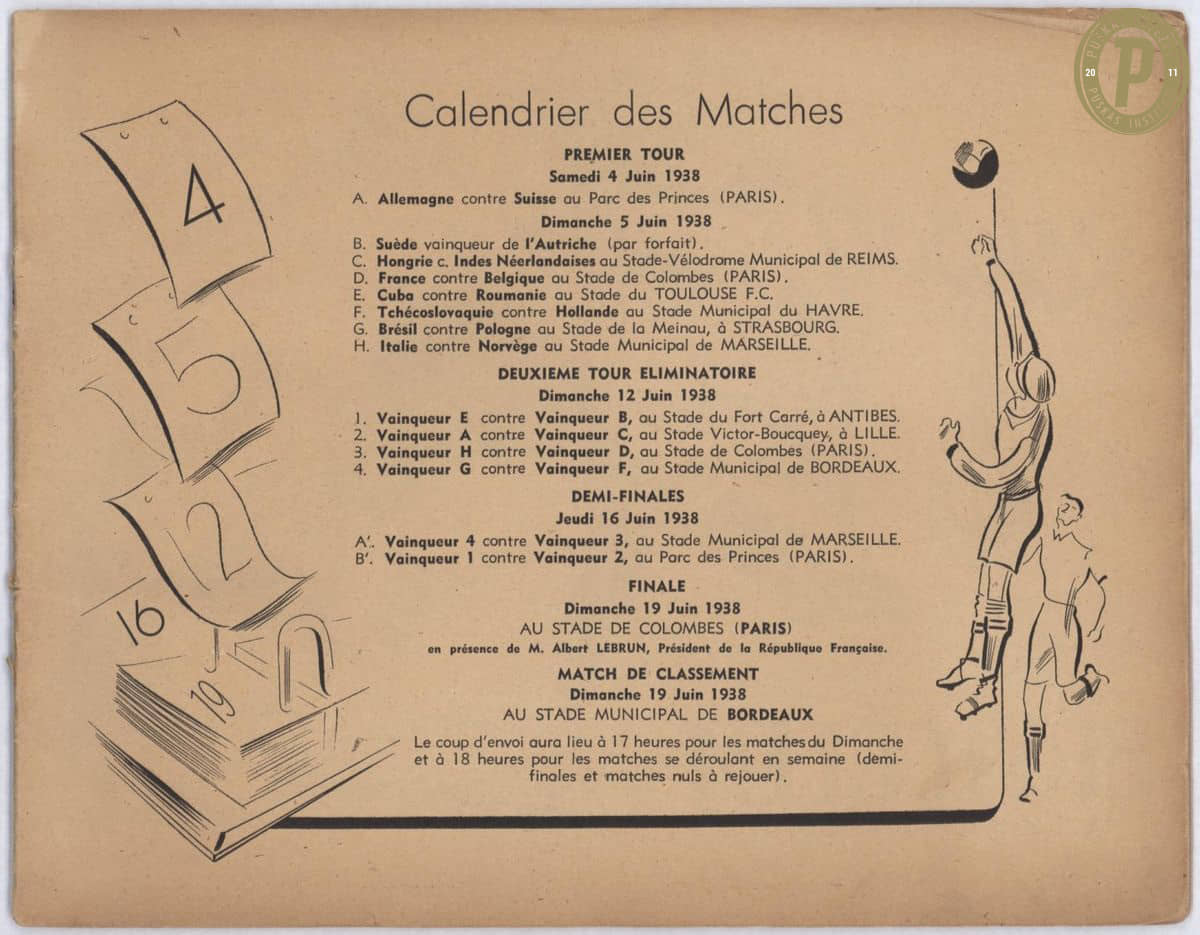 Calendrier des Matches
PREMIER TOUR
Samedi 4 Juin 1938
A. Allemagne contre Suisse au Parc des Princes (PARIS).
Dimanche 5 Juin 1938
B. Suède vainqueur de l'Autriche (par forfait).
C. Hongrie c. Indes Néerlandaises au Stade-Vélodrome Municipal de REIMS.
D. France contre Belgique au Stade de Colombes (PARIS).
E. Cuba contre Roumanie au Stade du TOULOUSE F.C.
F. Tchécoslovaquie contre Hollande au Stade Municipal du HAVRE.
G. Brésil contre Pologne au Stade de la Meinau, à STRASBOURG.
H. Italie contre Norvège au Stade Municipal de MARSEILLE.
DEUXIEME TOUR ELIMINATOIRE
Dimanche 12 Juin 1938
1. Vainqueur E contre Vainqueur B, au Stade du Fort Carré, à ANTIBES.
2. Vainqueur A contre Vainqueur C, au Stade Victor-Boucquey, à LILLE.
3. Vainqueur H contre Vainqueur D, au Stade de Colombes (PARIS).
4. Vainqueur G contre Vainqueur F, au Stade Municipal de BORDEAUX.
DEMI-FINALES
Jeudi 16 Juin 1938
A'. Vainqueur 4 contre Vainqueur 3, au Stade Municipal de MARSEILLE.
B'. Vainqueur 1 contre Vainqueur 2, au Parc des Princes (PARIS).
FINALE
Dimanche 19 Juin 1938
AU STADE DE COLOMBES (PARIS)
en présence de M. Albert LEBRUN, Président de la République Française.
MATCH DE CLASSEMENT
Dimanche 19 Juin 1938
AU STADE MUNICIPAL DE BORDEAUX
Le coup d'envoi aura lieu à 17 heures pour les matches du Dimanche
et à 18 heures pour les matches se déroulant en semaine (demi-
finales et matches nuls à rejouer).
4
5
12
16
19
P
20 11
PUSKÁS INSTI